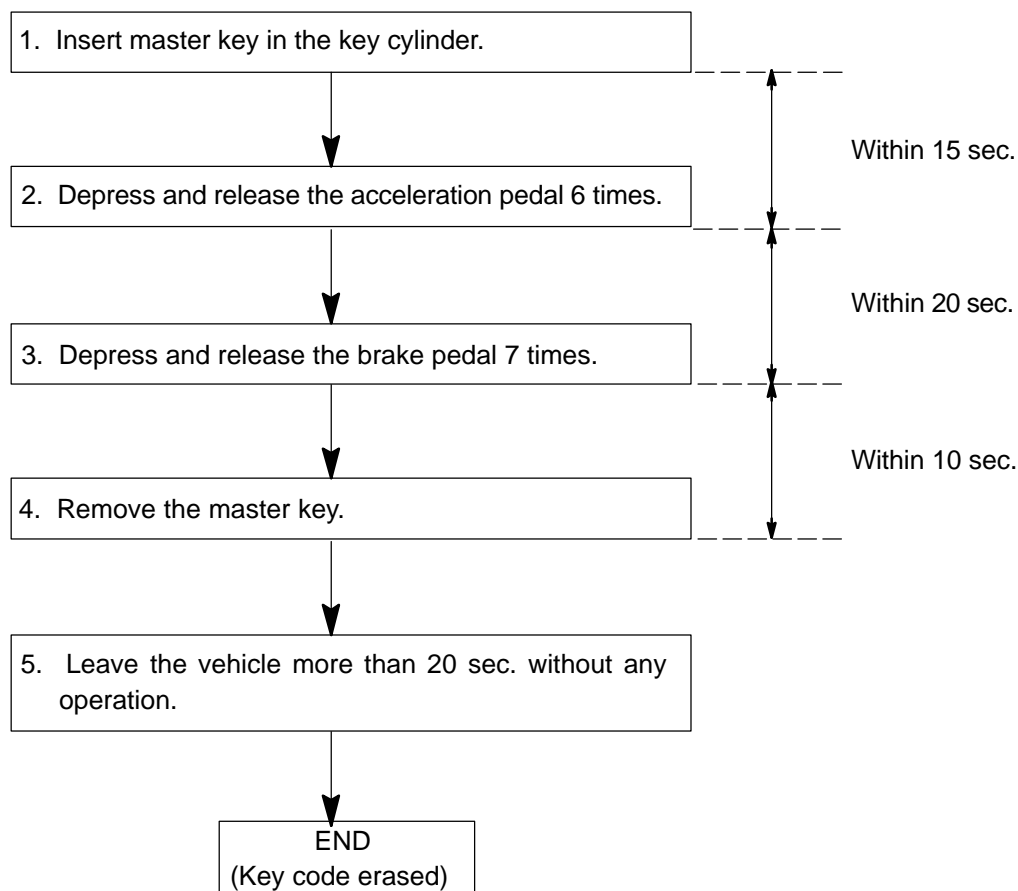 1. Insert master key in the key cylinder.
Within 15 sec.
2. Depress and release the acceleration pedal 6 times.
Within 20 sec.
3. Depress and release the brake pedal 7 times.
Within 10 sec.
4. Remove the master key.
5. Leave the vehicle more than 20 sec. without any
operation.
END
(Key code erased)